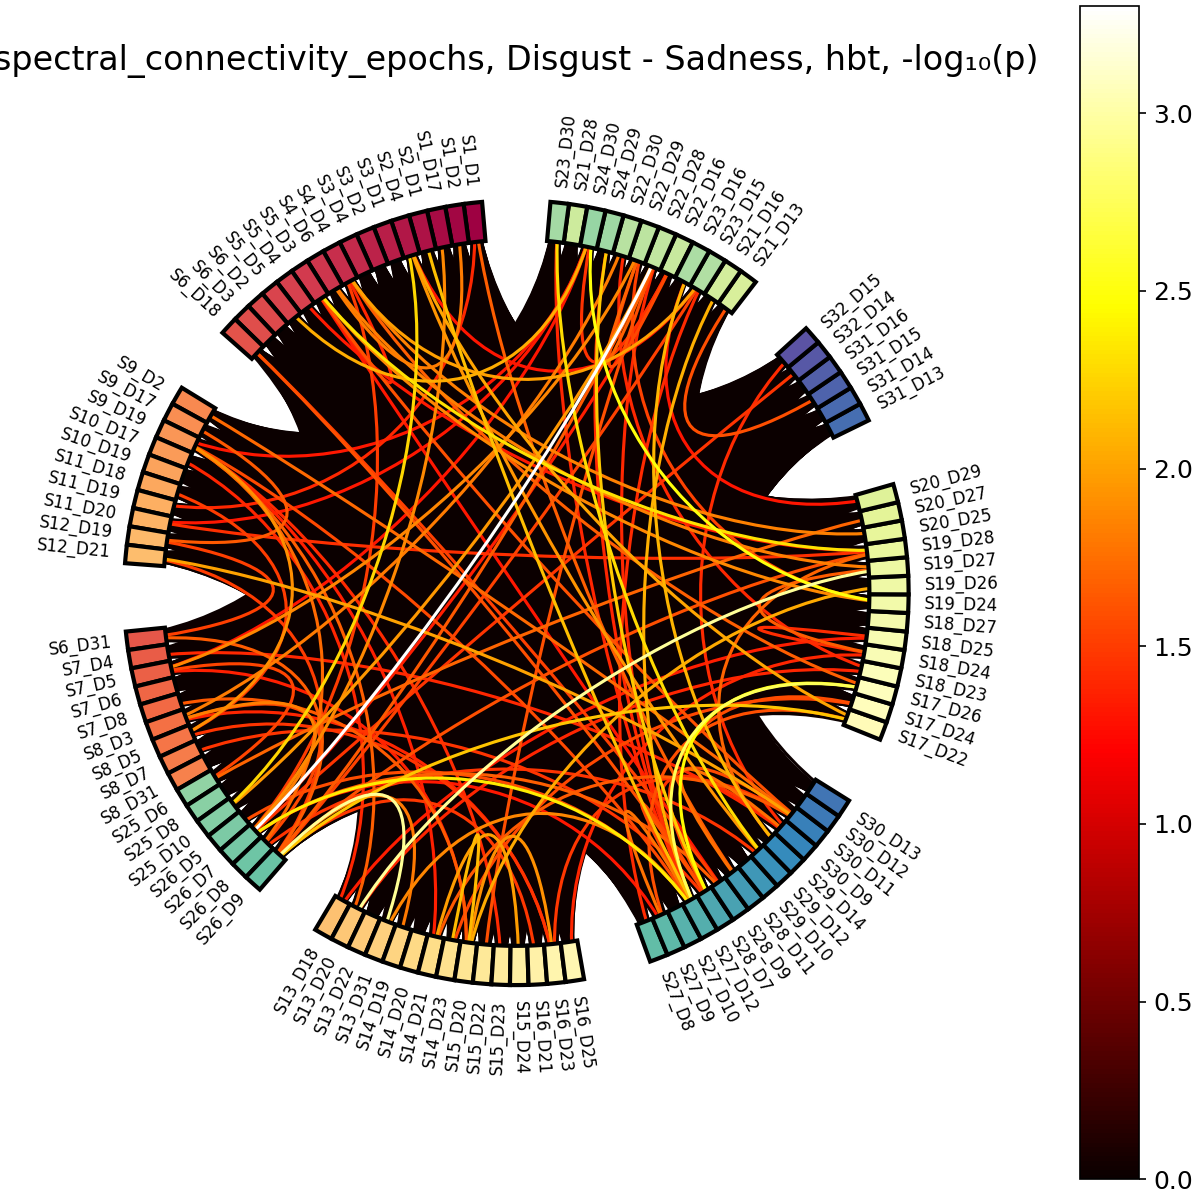 spectral_connectivity_epochs, Disgust - Sadness, hbt, -log₁₀(p)
S1_D1
S1_D2
S1_D17
S2_D1
S2_D4
S3_D1
S3_D2
S3_D4
S4_D4
S4_D6
S5_D3
S5_D4
S5_D5
S6_D2
S6_D3
S6_D18
S9_D2
S9_D17
S9_D19
S10_D17
S10_D19
S11_D18
S11_D19
S11_D20
S12_D19
S12_D21
S6_D31
S7_D4
S7_D5
S7_D6
S7_D8
S8_D3
S8_D5
S8_D7
S8_D31
S25_D6
S25_D8
S25_D10
S26_D5
S26_D7
S26_D8
S26_D9
S13_D18
S13_D20
S13_D22
S13_D31
S14_D19
S14_D20
S14_D21
S14_D23
S15_D20
S15_D22
S15_D23
S15_D24
S16_D21
S16_D23
S16_D25
S27_D8
S27_D9
S27_D10
S27_D12
S28_D7
S28_D9
S28_D11
S29_D10
S29_D12
S29_D14
S30_D9
S30_D11
S30_D12
S30_D13
S17_D22
S17_D24
S17_D26
S18_D23
S18_D24
S18_D25
S18_D27
S19_D24
S19_D26
S19_D27
S19_D28
S20_D25
S20_D27
S20_D29
S31_D13
S31_D14
S31_D15
S31_D16
S32_D14
S32_D15
S21_D13
S21_D16
S23_D15
S23_D16
S22_D16
S22_D28
S22_D29
S22_D30
S24_D29
S24_D30
S21_D28
S23_D30
3.0
2.5
2.0
1.5
1.0
0.5
0.0